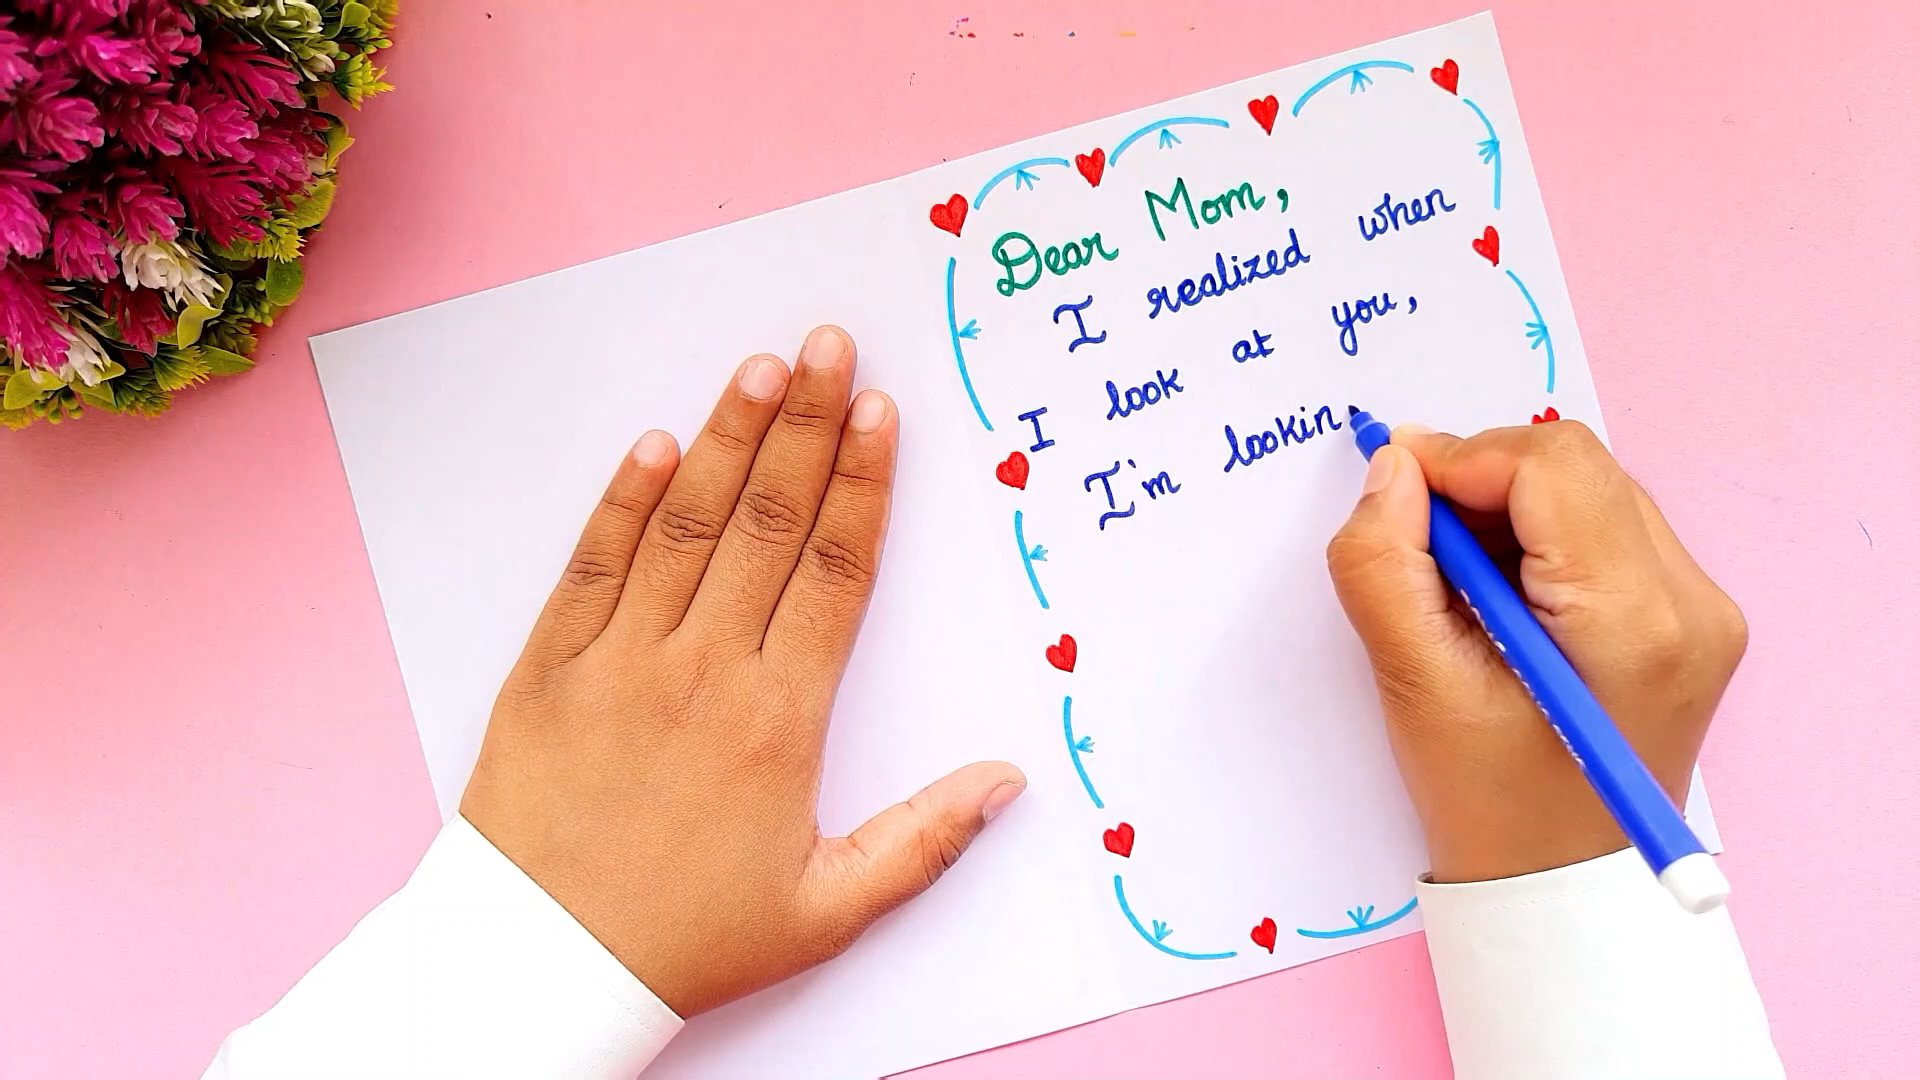 Dear Mom,
I realized when
I look at you,
I'm lookin